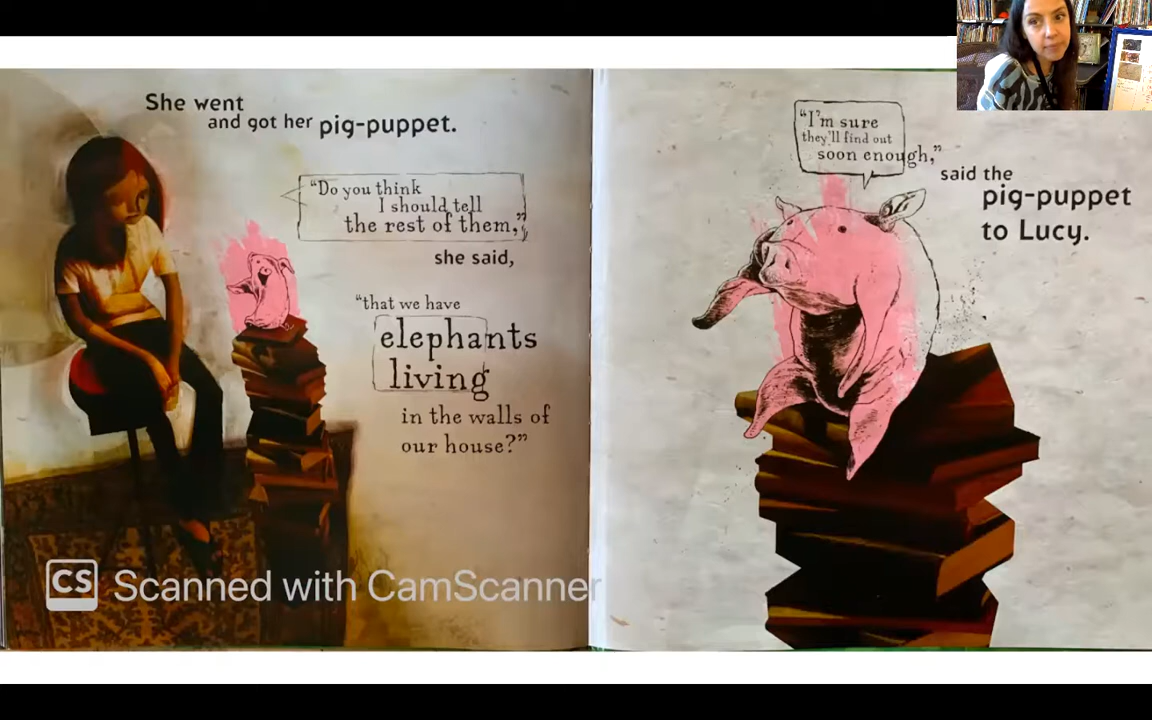 She went
and got her pig-puppet.
“Do you think
I should tell
the rest of them,”
she said,
“that we have
elephants
living
in the walls of
our house?”
“I’m sure
they’ll find out
soon enough,”
said the
pig-puppet
to Lucy.
CS Scanned with CamScanner